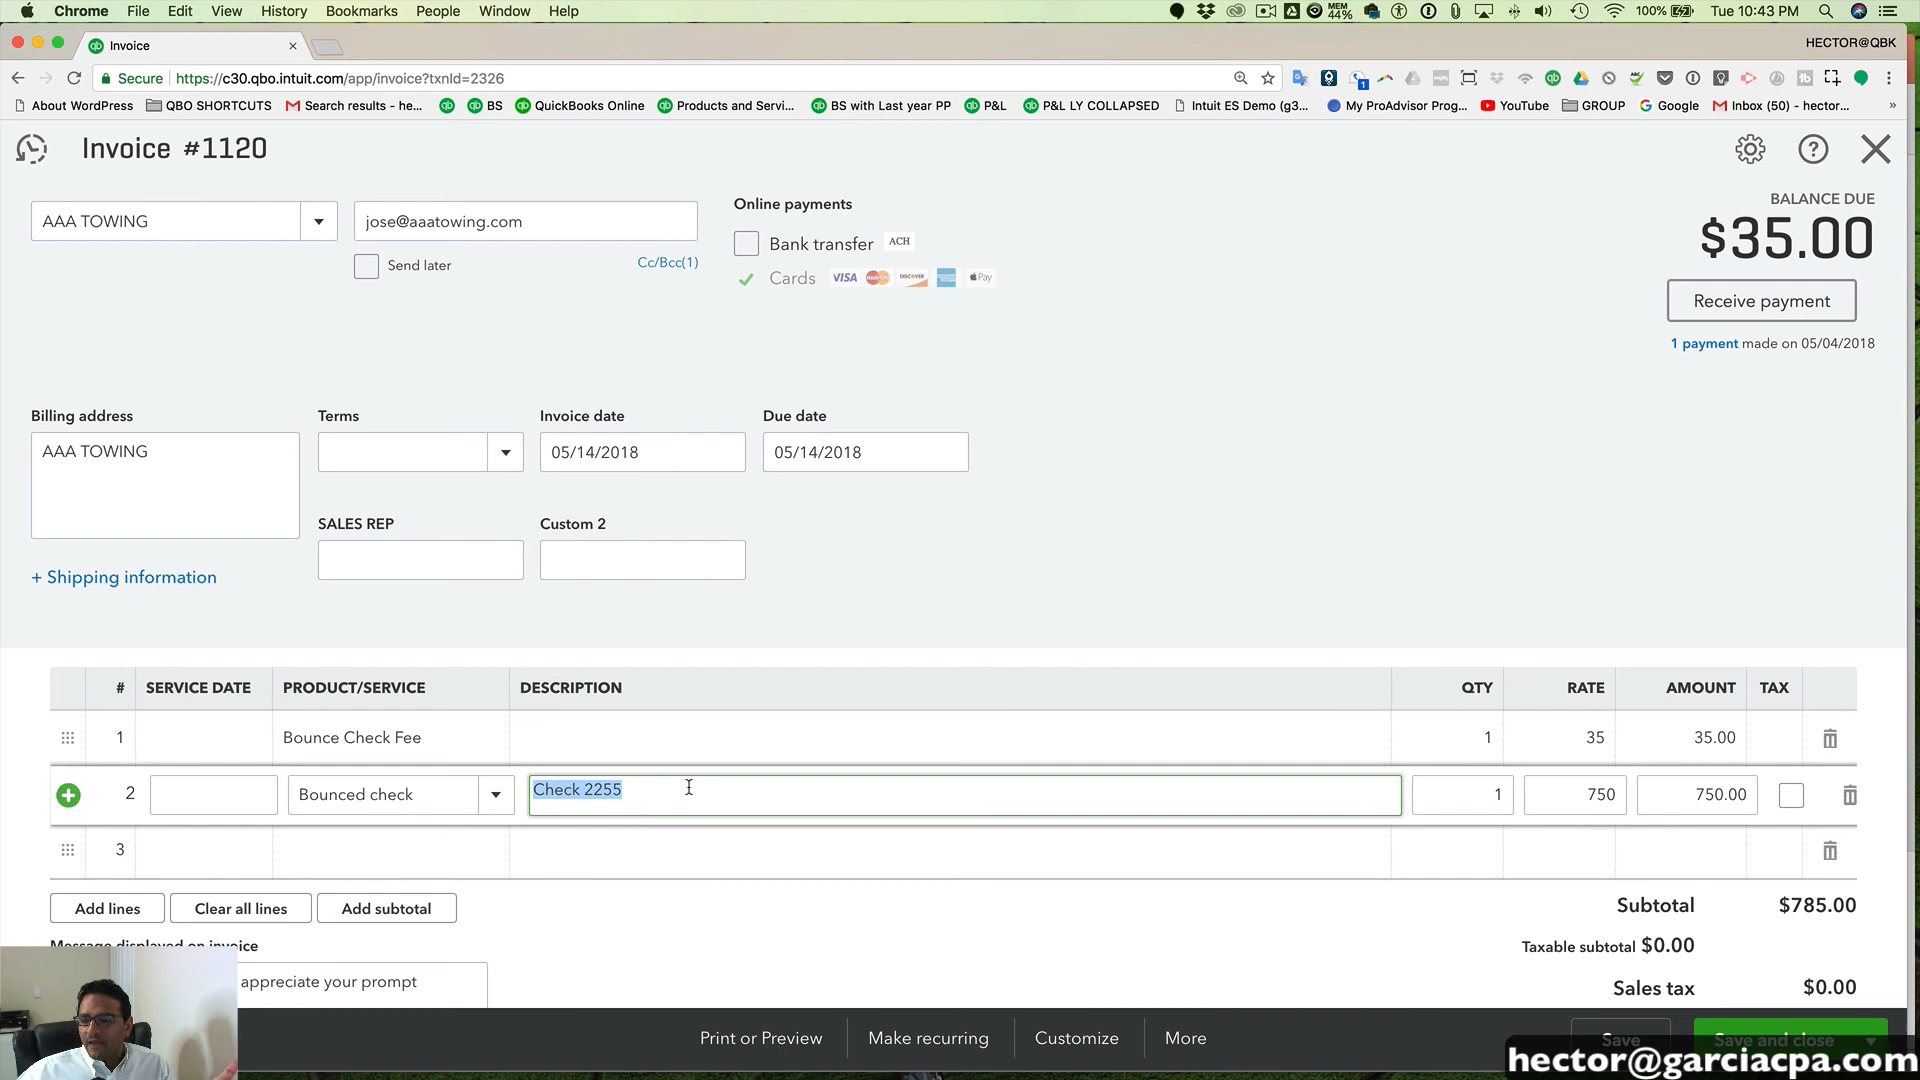 Chrome File Edit View History Bookmarks People Window Help MEM 44% 100% Tue 10:43 PM
Invoice HECTOR@QBK
Secure https://c30.qbo.intuit.com/app/invoice?txnId=2326
About WordPress QBO SHORTCUTS Search results - he... BS QuickBooks Online Products and Servi... BS with Last year PP P&L P&L LY COLLAPSED Intuit ES Demo (g3... My ProAdvisor Prog... YouTube GROUP Google Inbox (50) - hector... »
Invoice #1120
BALANCE DUE
$35.00
AAA TOWING jose@aaatowing.com
Send later Cc/Bcc(1)
Online payments
Bank transfer ACH
Cards VISA MasterCard DISCOVER Pay
Receive payment
1 payment made on 05/04/2018
Billing address Terms Invoice date Due date
AAA TOWING 05/14/2018 05/14/2018
SALES REP Custom 2
+ Shipping information
# SERVICE DATE PRODUCT/SERVICE DESCRIPTION QTY RATE AMOUNT TAX
1 Bounce Check Fee 1 35 35.00
2 Bounced check Check 2255 1 750 750.00
3
Add lines Clear all lines Add subtotal
Subtotal $785.00
Message displayed on invoice
Taxable subtotal $0.00
appreciate your prompt
Sales tax $0.00
Print or Preview Make recurring Customize More Save Save and close
hector@garciacpa.com